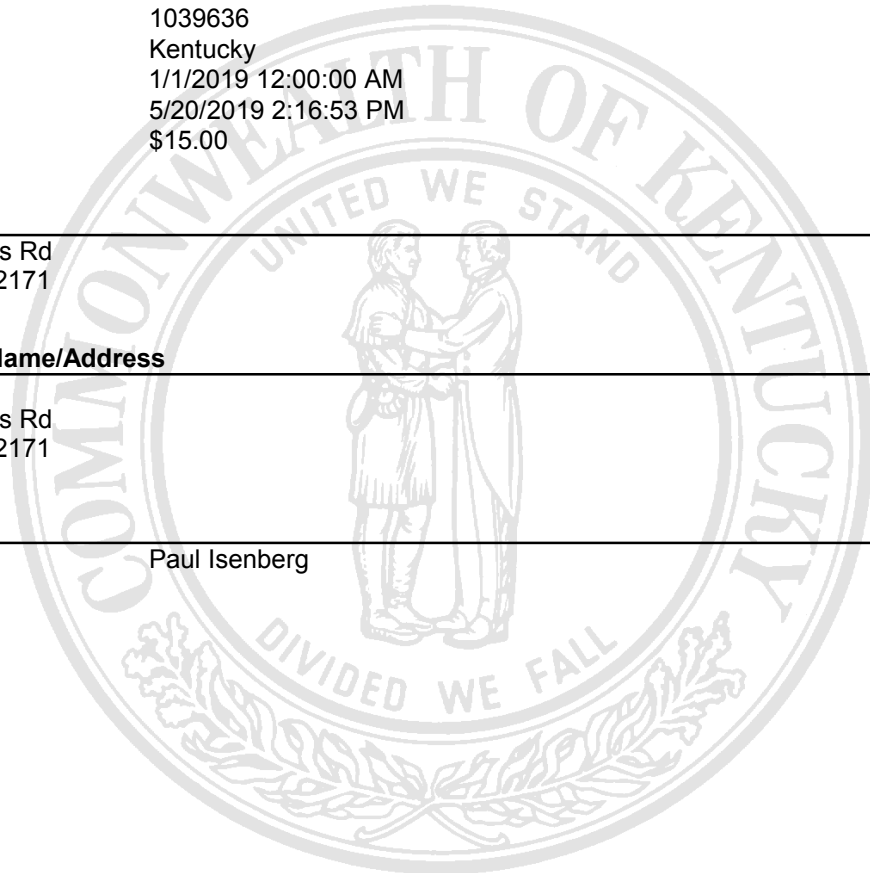 1039636
Kentucky
1/1/2019 12:00:00 AM
5/20/2019 2:16:53 PM
$15.00
s Rd
2171
lame/Address
s Rd
2171
Paul Isenberg
COMMONWEALTH OF KENTUCKY
UNITED WE STAND
DIVIDED WE FALL